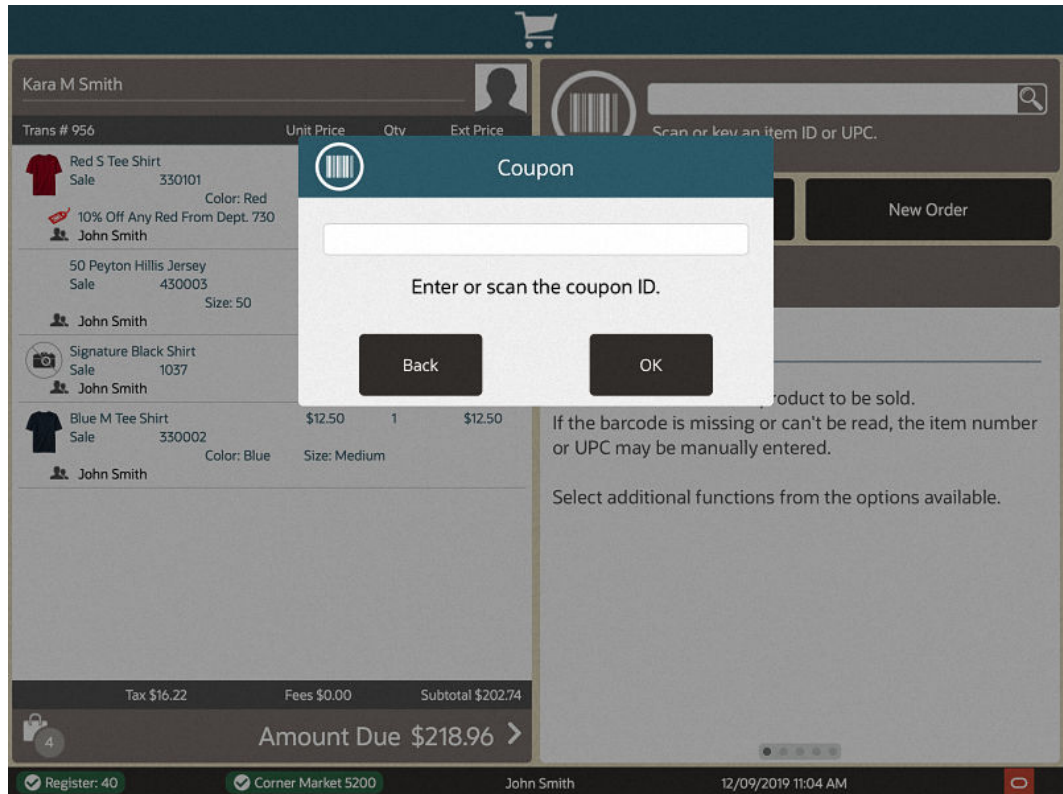 Kara M Smith
Trans # 956 Unit Price Qty Ext Price
Red S Tee Shirt
Sale 330101
Color: Red
10% Off Any Red From Dept. 730
John Smith
50 Peyton Hillis Jersey
Sale 430003
Size: 50
John Smith
Signature Black Shirt
Sale 1037
John Smith
Blue M Tee Shirt $12.50 1 $12.50
Sale 330002
Color: Blue Size: Medium
John Smith
Tax $16.22 Fees $0.00 Subtotal $202.74
4
Amount Due $218.96
Scan or key an item ID or UPC.
New Order
Coupon
Enter or scan the coupon ID.
Back OK
product to be sold.
If the barcode is missing or can't be read, the item number
or UPC may be manually entered.
Select additional functions from the options available.
Register: 40 Corner Market 5200 John Smith 12/09/2019 11:04 AM